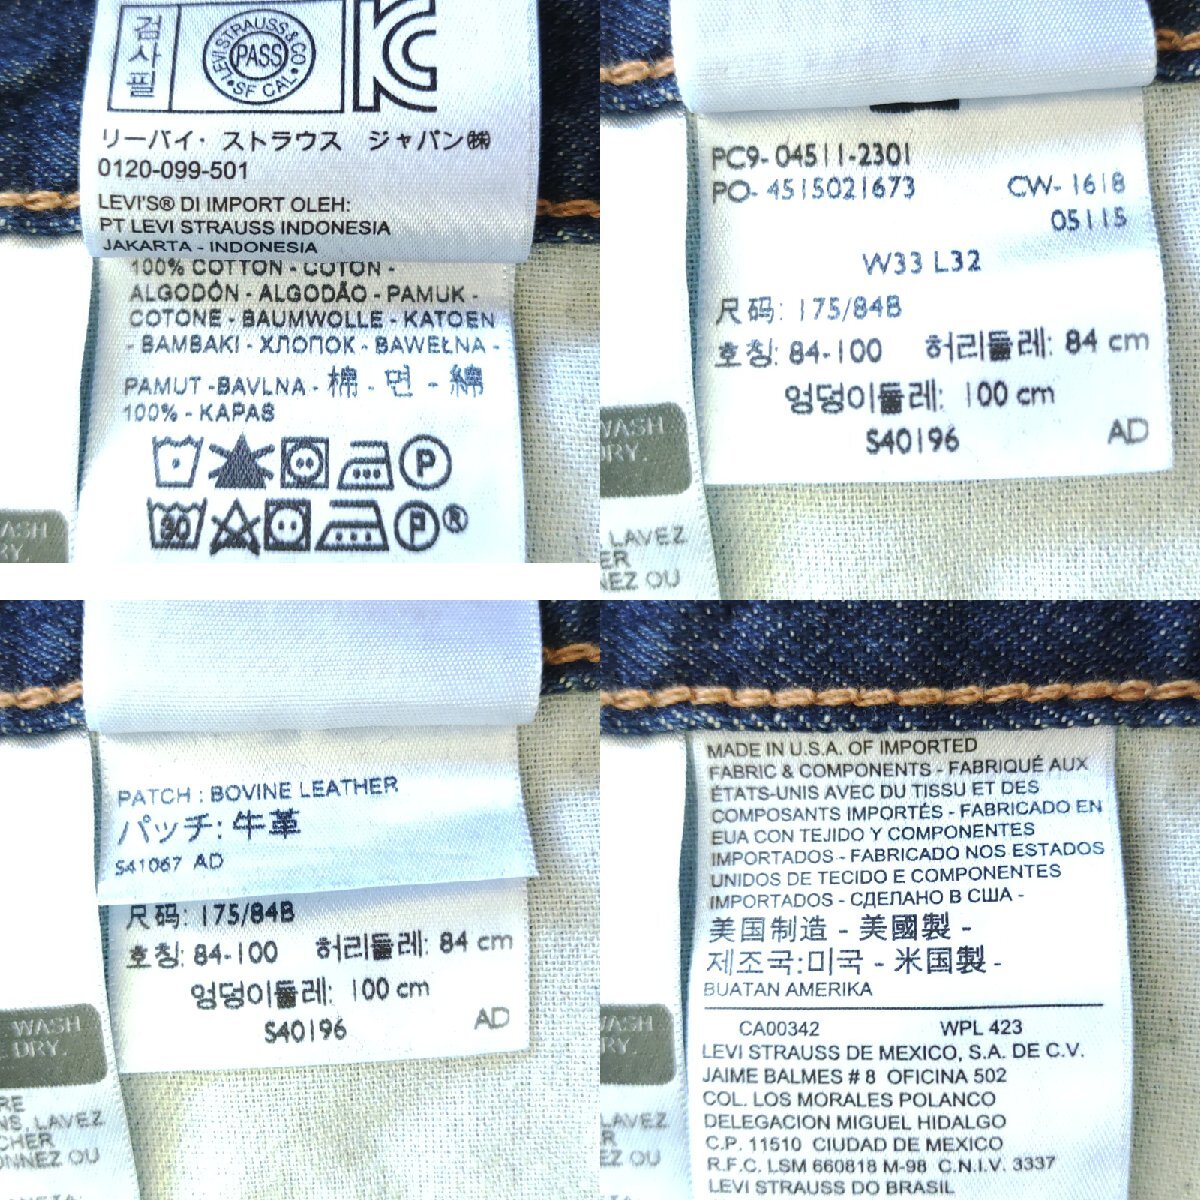 검사필
LEVI STRAUSS & CO
PASS
SF CAL
リーバイ・ストラウス ジャパン㈱
0120-099-501
LEVI'S® DI IMPORT OLEH:
PT LEVI STRAUSS INDONESIA
JAKARTA - INDONESIA
100% COTTON - COTON -
ALGODÓN - ALGODÃO - PAMUK -
COTONE - BAUMWOLLE - KATOEN
- BAMBAKI - ХЛОПОК - BAWEŁNA -
PAMUT - BAVLNA - 棉 - 면 - 綿
100% - KAPAS
P
30
P®
WASH
DRY.
PC9- 04511-2301
PO- 4515021673 CW- 1618
05115
W33 L32
尺码: 175/84B
호칭: 84-100 허리둘레: 84 cm
엉덩이둘레: 100 cm
S40196 AD
WASH
DRY.
LAVEZ
NEZ OU
PATCH : BOVINE LEATHER
パッチ: 牛革
S41067 AD
尺码: 175/84B
호칭: 84-100 허리둘레: 84 cm
엉덩이둘레: 100 cm
S40196 AD
WASH
DRY.
LAVEZ
MADE IN U.S.A. OF IMPORTED
FABRIC & COMPONENTS - FABRIQUÉ AUX
ÉTATS-UNIS AVEC DU TISSU ET DES
COMPOSANTS IMPORTÉS - FABRICADO EN
EUA CON TEJIDO Y COMPONENTES
IMPORTADOS - FABRICADO NOS ESTADOS
UNIDOS DE TECIDO E COMPONENTES
IMPORTADOS - СДЕЛАНО В США -
美国制造 - 美國製 -
제조국:미국 - 米国製 -
BUATAN AMERIKA
CA00342 WPL 423
LEVI STRAUSS DE MEXICO, S.A. DE C.V.
JAIME BALMES # 8 OFICINA 502
COL. LOS MORALES POLANCO
DELEGACION MIGUEL HIDALGO
C.P. 11510 CIUDAD DE MEXICO
R.F.C. LSM 660818 M-98 C.N.I.V. 3337
LEVI STRAUSS DO BRASIL